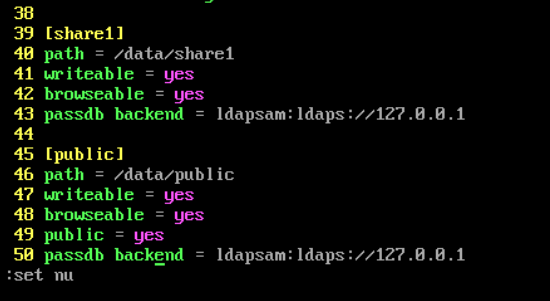 38
39 [share1]
40 path = /data/share1
41 writeable = yes
42 browseable = yes
43 passdb backend = ldapsam:ldaps://127.0.0.1
44
45 [public]
46 path = /data/public
47 writeable = yes
48 browseable = yes
49 public = yes
50 passdb backend = ldapsam:ldaps://127.0.0.1
:set nu